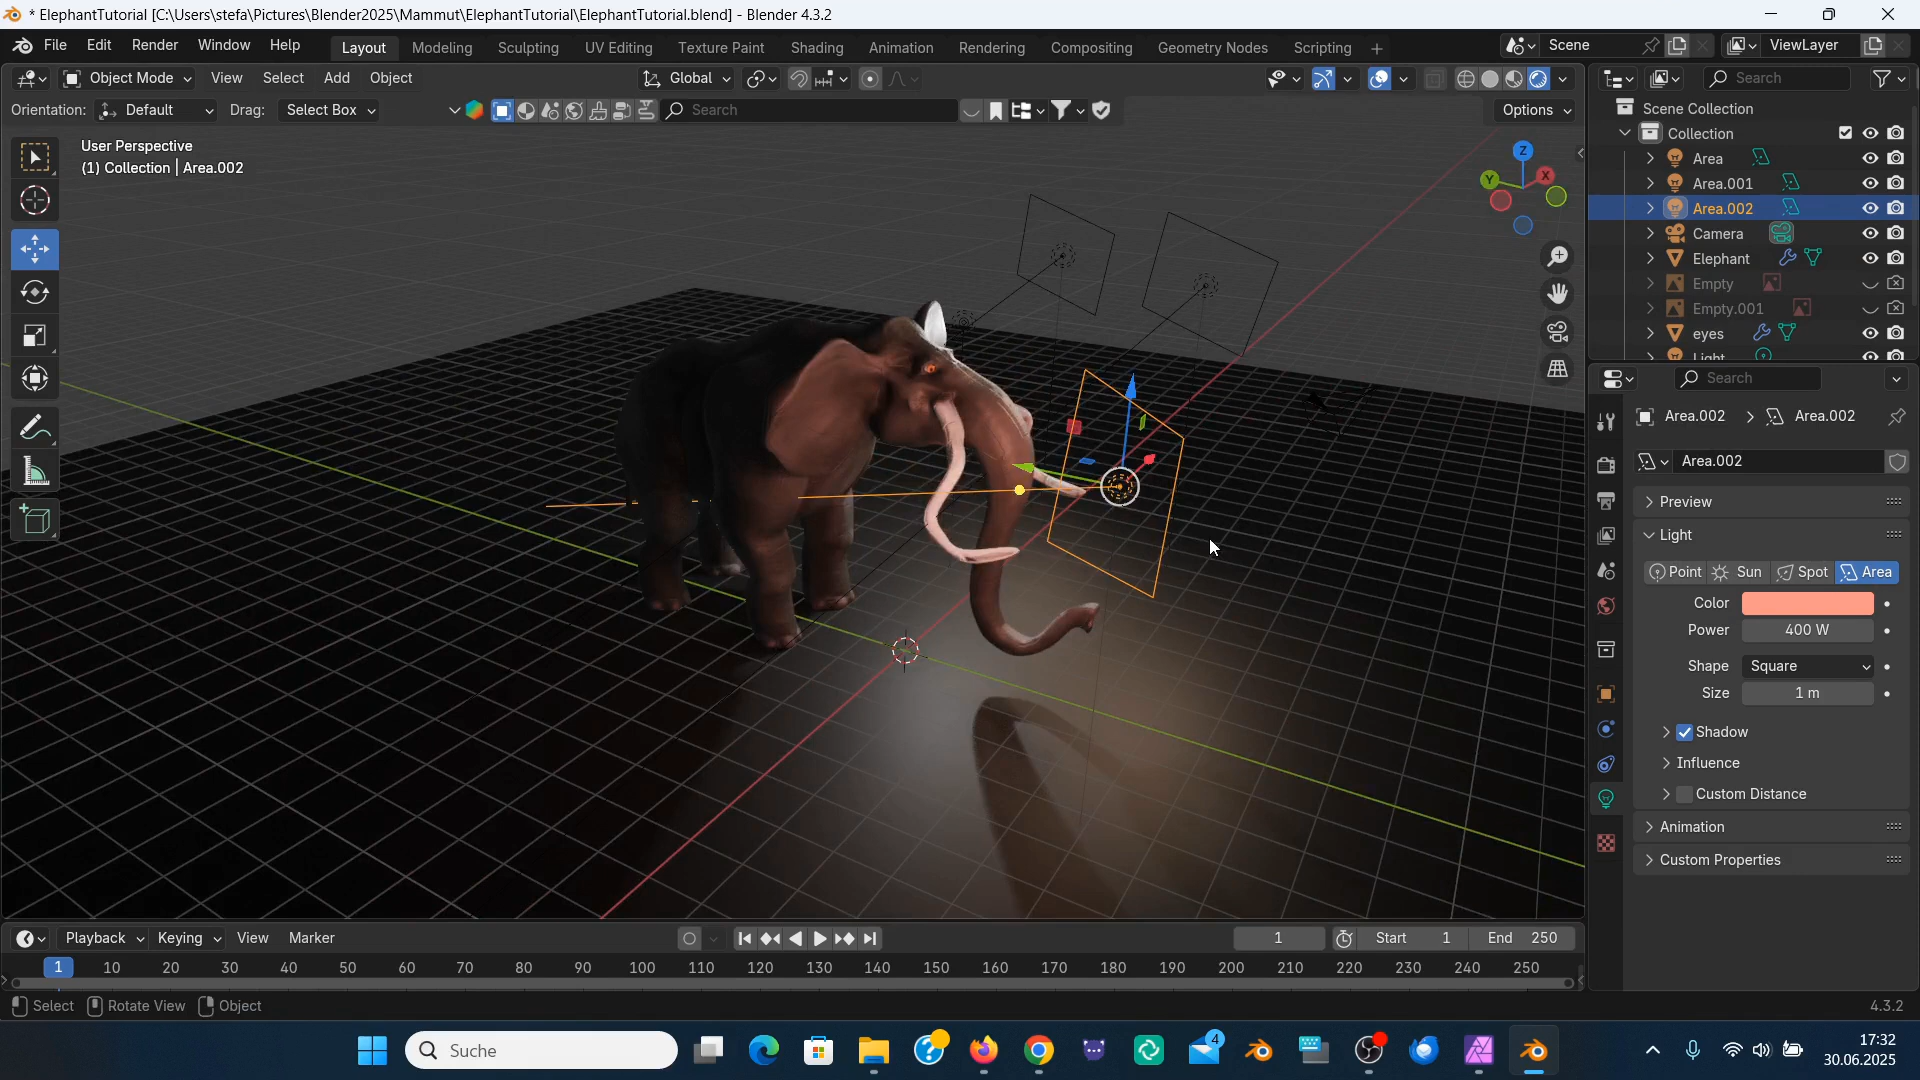 * ElephantTutorial [C:\Users\stefa\Pictures\Blender2025\Mammut\ElephantTutorial\ElephantTutorial.blend] - Blender 4.3.2
File Edit Render Window Help Layout Modeling Sculpting UV Editing Texture Paint Shading Animation Rendering Compositing Geometry Nodes Scripting + Scene ViewLayer
Object Mode View Select Add Object Global Search
Orientation: Default Drag: Select Box Search Options
User Perspective
(1) Collection | Area.002
Z
Y
X
Scene Collection
Collection
Area
Area.001
Area.002
Camera
Elephant
Empty
Empty.001
eyes
Light
Search
Area.002 > Area.002
Area.002
Preview
Light
Point Sun Spot Area
Color
Power 400 W
Shape Square
Size 1 m
Shadow
Influence
Custom Distance
Animation
Custom Properties
Playback Keying View Marker 1 Start 1 End 250
1 10 20 30 40 50 60 70 80 90 100 110 120 130 140 150 160 170 180 190 200 210 220 230 240 250
Select Rotate View Object 4.3.2
Suche 4 17:32
30.06.2025